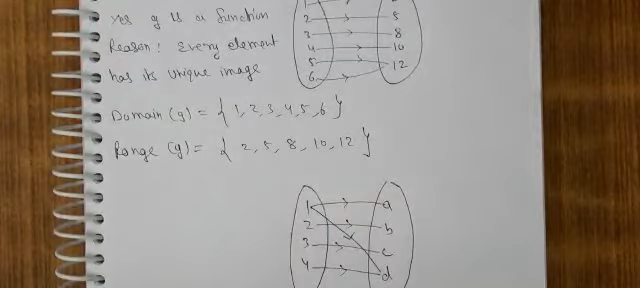 yes g is a function
Reason: Every element
has its unique image
1
2
3
4
5
6
5
8
10
12
Domain (g) = { 1, 2, 3, 4, 5, 6 }
Range (g) = { 2, 5, 8, 10, 12 }
1 a
2 b
3 c
4 d